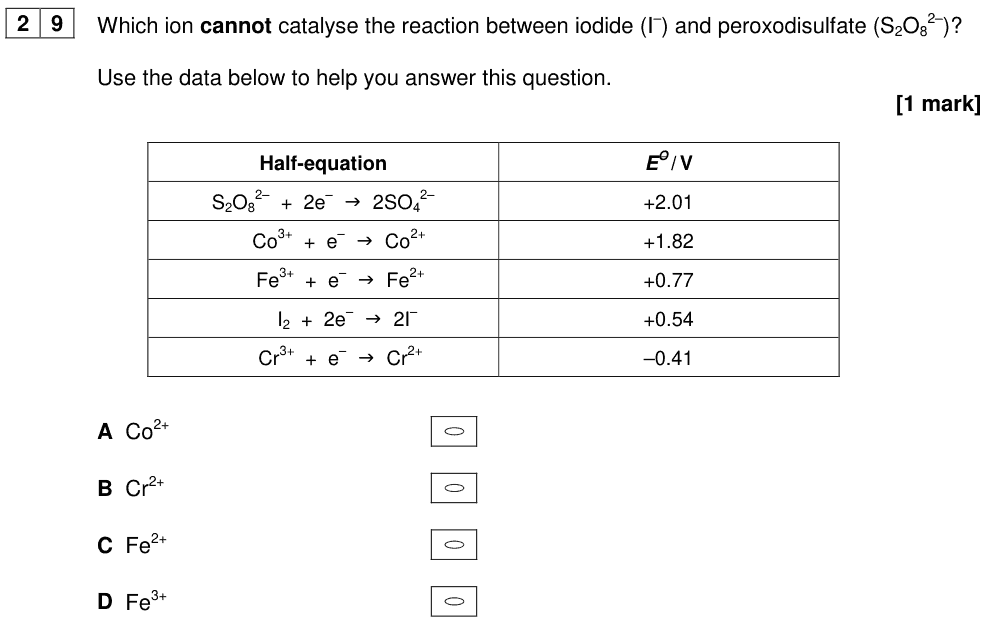 2 9 Which ion cannot catalyse the reaction between iodide (I⁻) and peroxodisulfate (S₂O₈²⁻)?
Use the data below to help you answer this question.
[1 mark]
Half-equation E⦵ / V
S₂O₈²⁻ + 2e⁻ → 2SO₄²⁻ +2.01
Co³⁺ + e⁻ → Co²⁺ +1.82
Fe³⁺ + e⁻ → Fe²⁺ +0.77
I₂ + 2e⁻ → 2I⁻ +0.54
Cr³⁺ + e⁻ → Cr²⁺ –0.41
A Co²⁺
B Cr²⁺
C Fe²⁺
D Fe³⁺